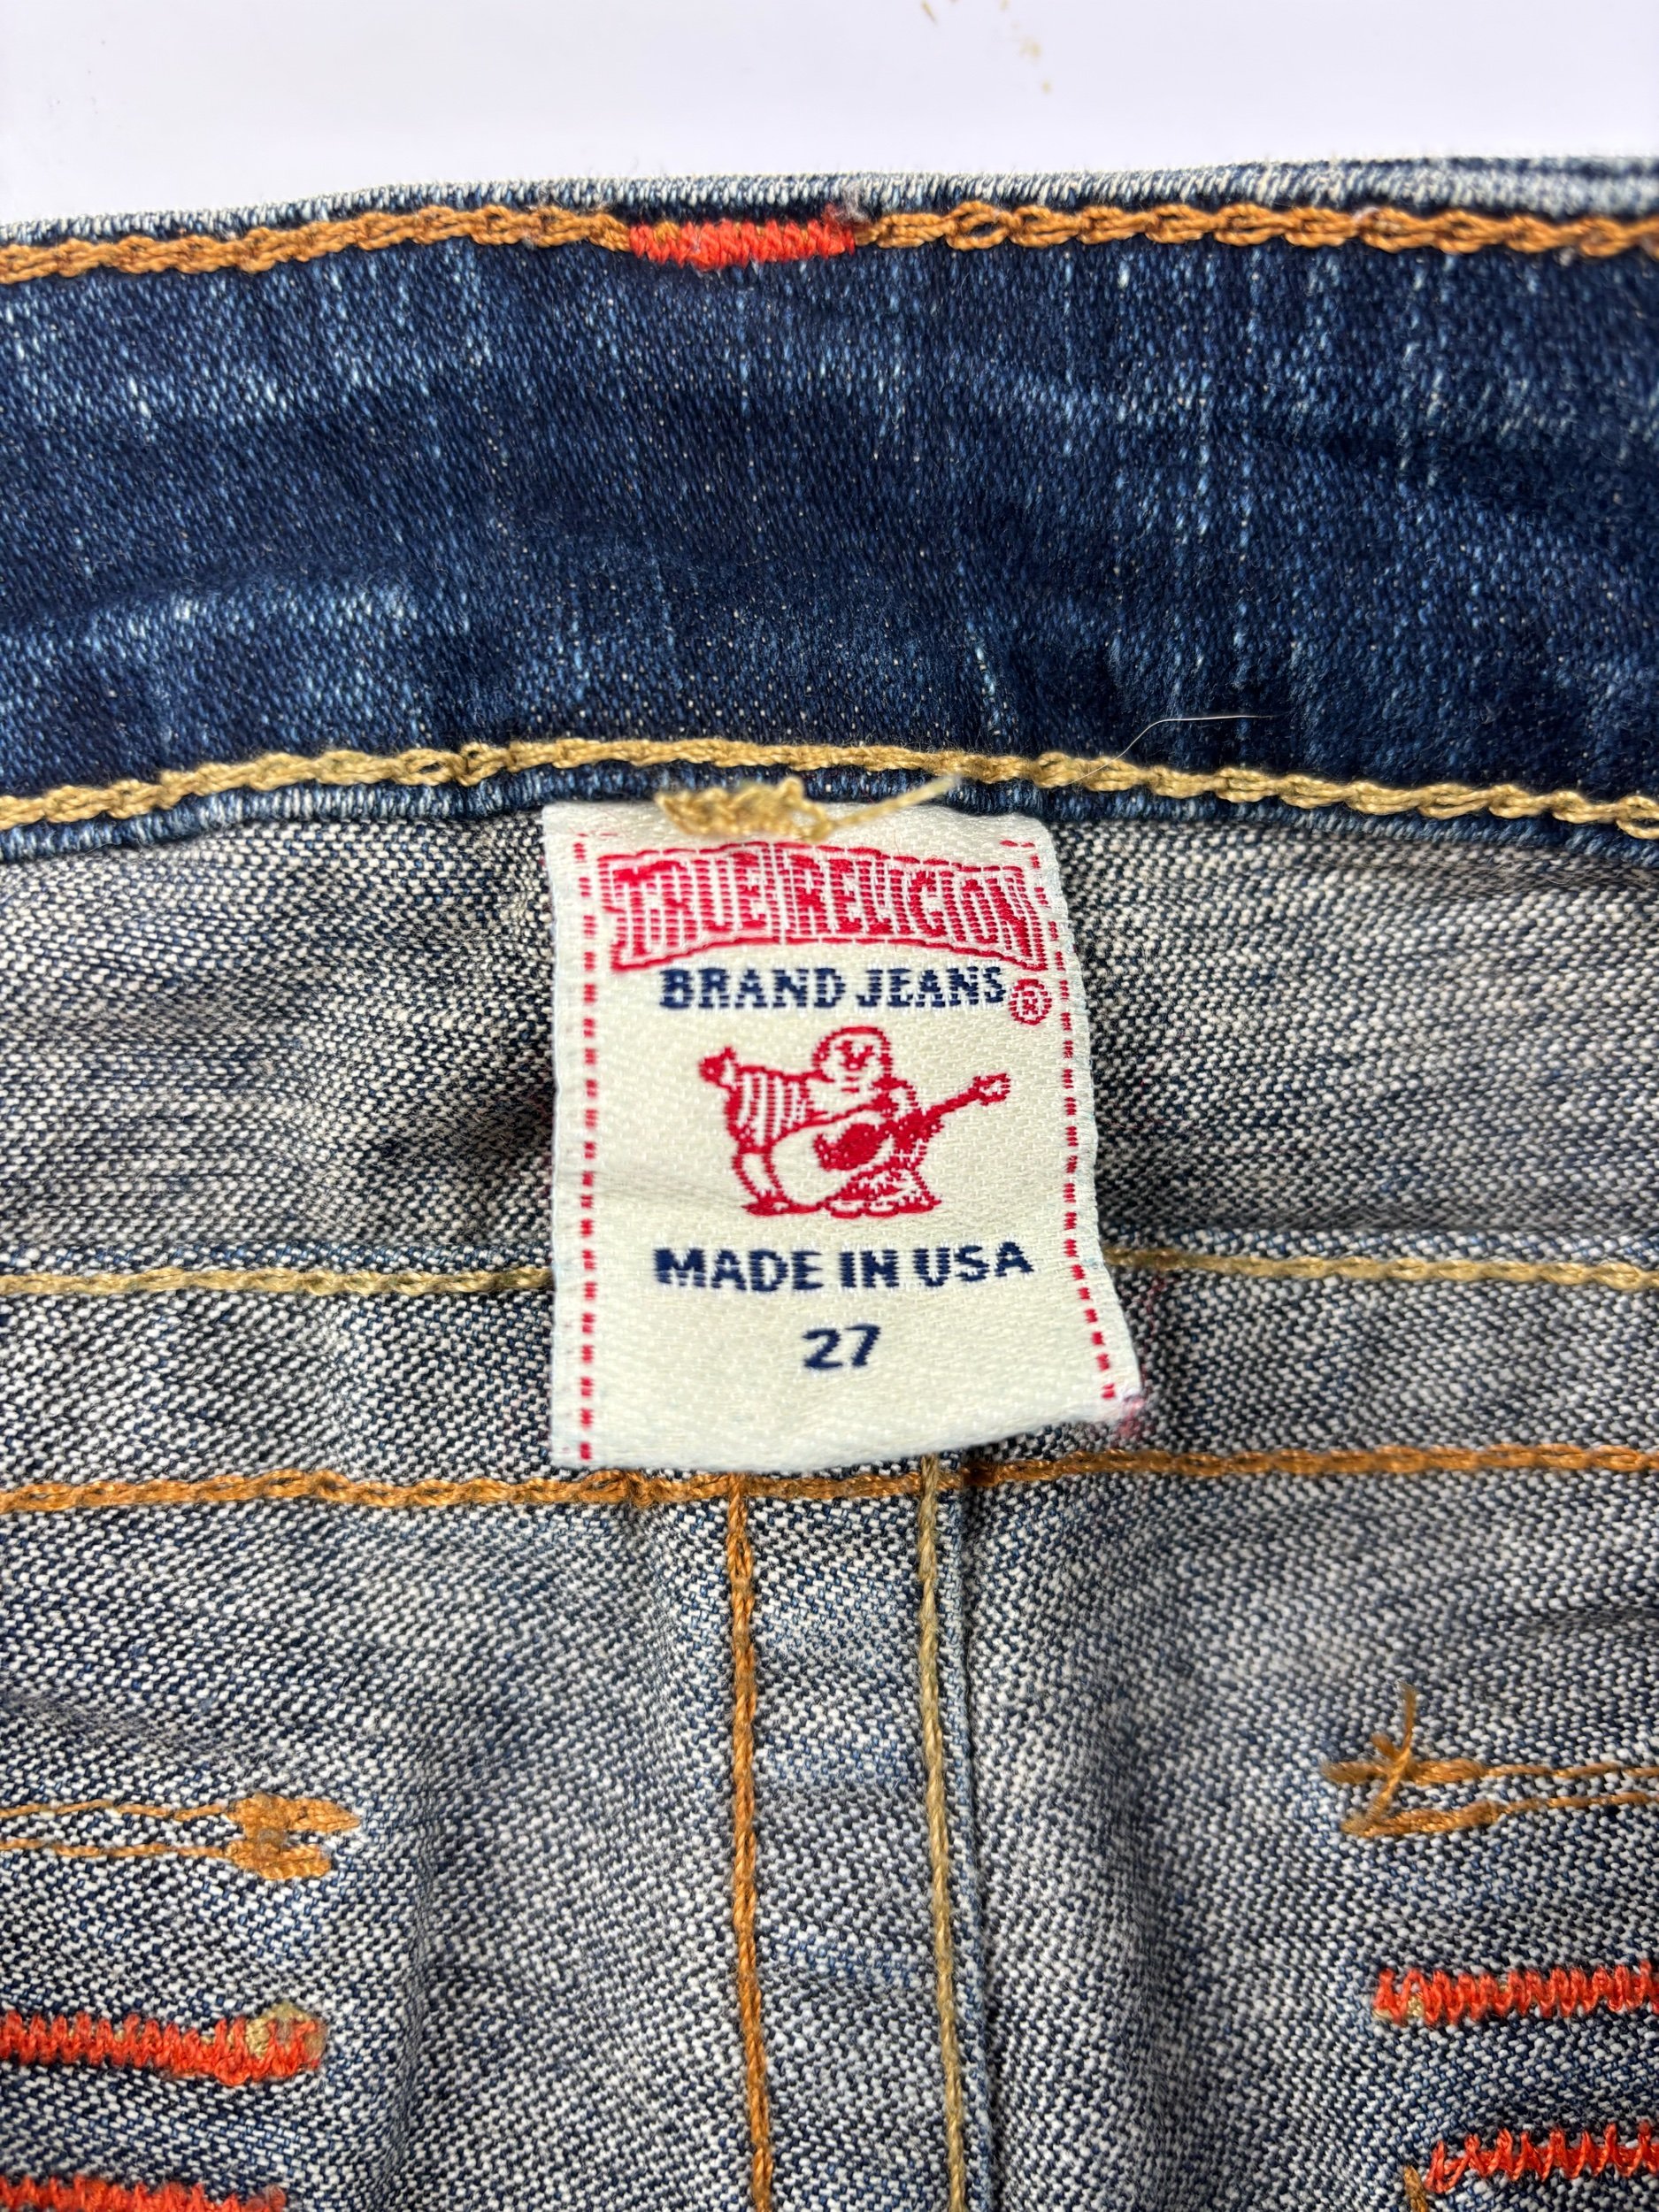 TRUE RELIGION
BRAND JEANS®
MADE IN USA
27